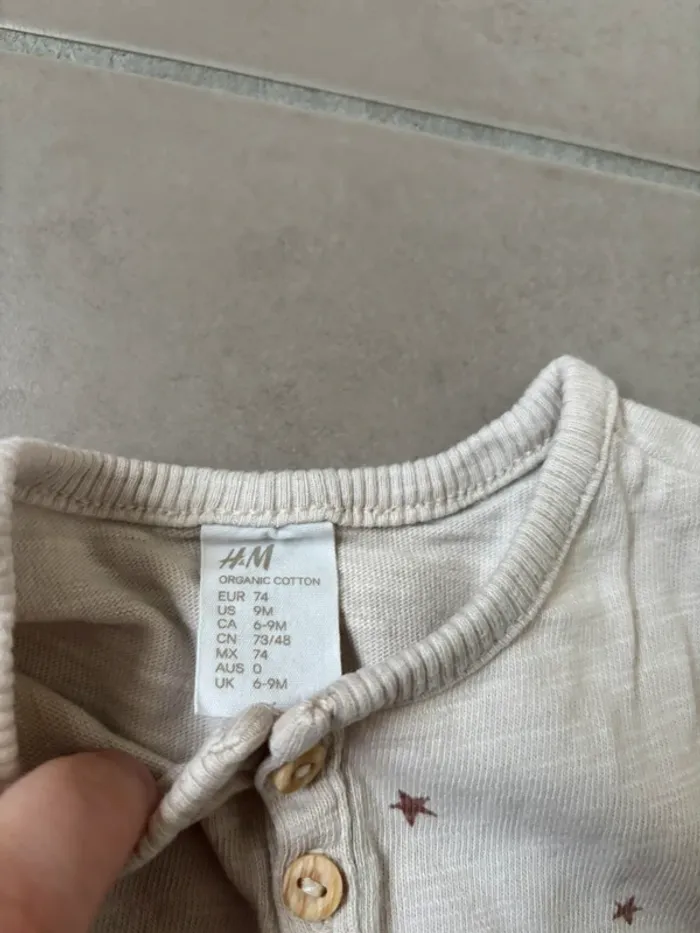 H&M
ORGANIC COTTON
EUR 74
US 9M
CA 6-9M
CN 73/48
MX 74
AUS 0
UK 6-9M